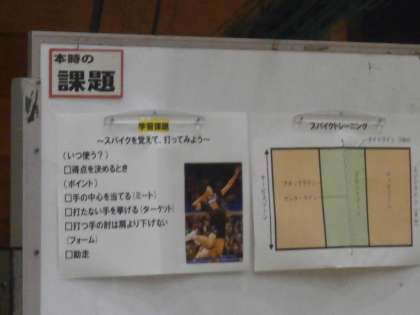 本時の
課題
学習課題
～スパイクを覚えて、打ってみよう～
(いつ使う？)
□得点を決めるとき
(ポイント)
□手の中心を当てる(ミート)
□打たない手を挙げる(ターゲット)
□打つ手の肘は肩より下げない
(フォーム)
□助走
スパイクトレーニング